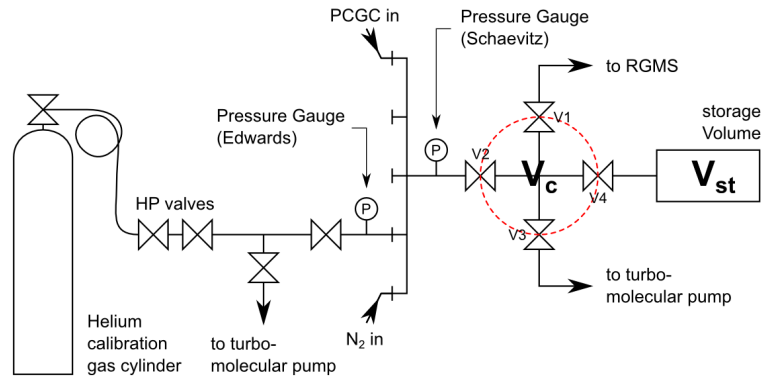 PCGC in
Pressure Gauge
(Schaevitz)
to RGMS
Pressure Gauge
(Edwards)
P
P
V1
V2
Vc
V4
V3
storage
Volume
Vst
HP valves
to turbo-
molecular pump
Helium
calibration
gas cylinder
to turbo-
molecular pump
N2 in